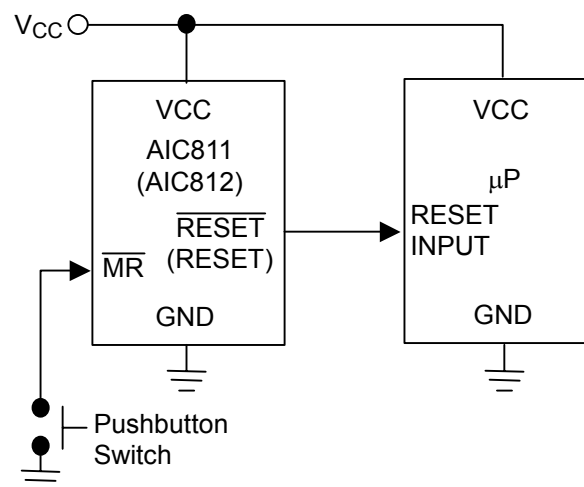 VCC
VCC
AIC811
(AIC812)
RESET
(RESET)
MR
GND
VCC
μP
RESET
INPUT
GND
Pushbutton
Switch